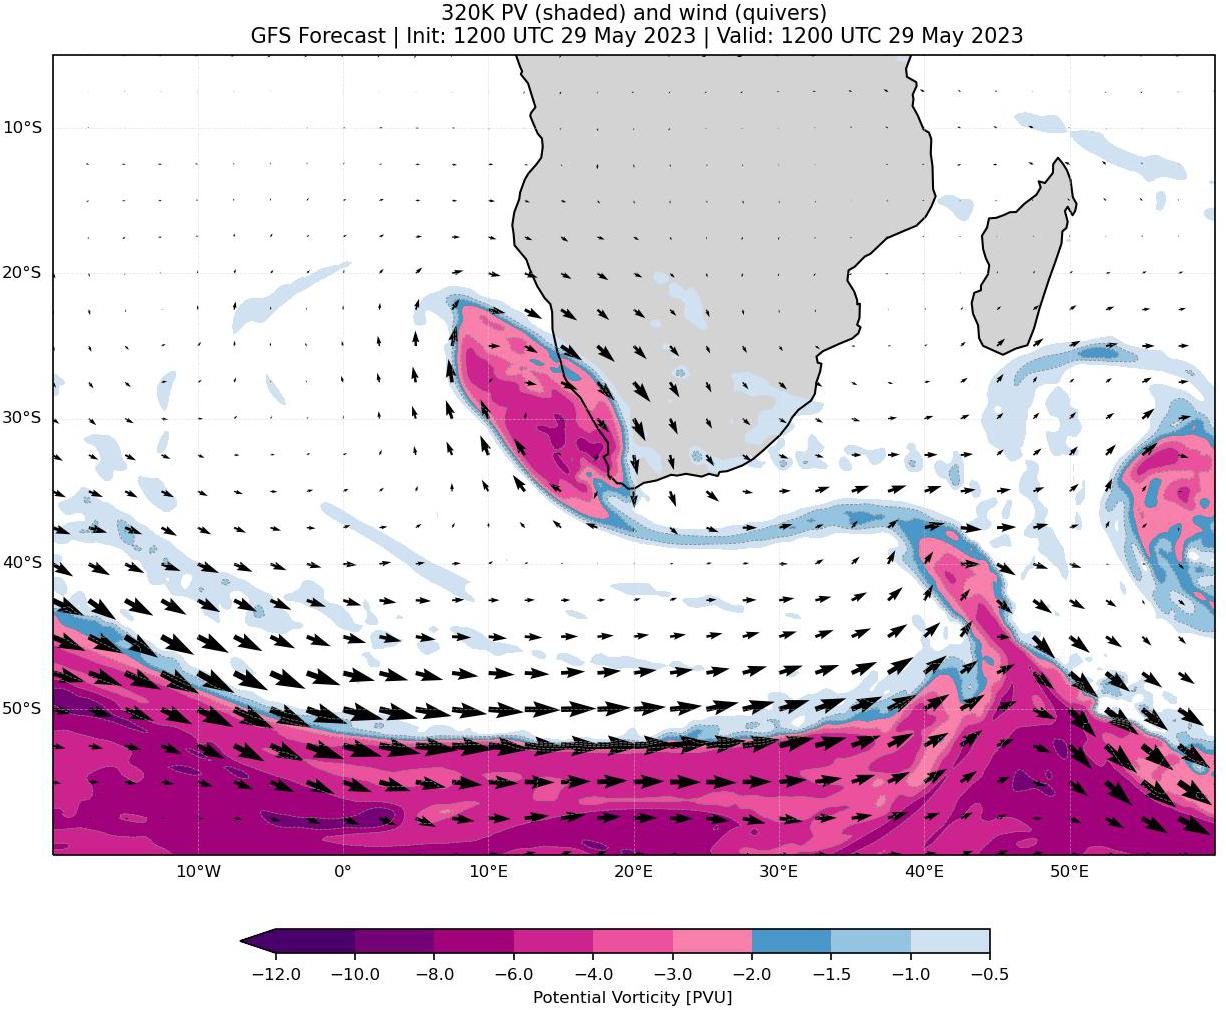 320K PV (shaded) and wind (quivers)
GFS Forecast | Init: 1200 UTC 29 May 2023 | Valid: 1200 UTC 29 May 2023
10°S
20°S
30°S
40°S
50°S
10°W 0° 10°E 20°E 30°E 40°E 50°E
−12.0 −10.0 −8.0 −6.0 −4.0 −3.0 −2.0 −1.5 −1.0 −0.5
Potential Vorticity [PVU]